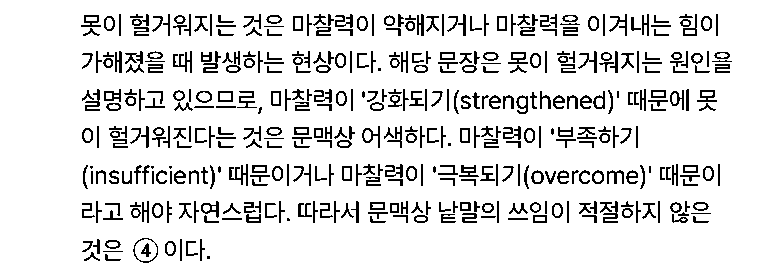 못이 헐거워지는 것은 마찰력이 약해지거나 마찰력을 이겨내는 힘이
가해졌을 때 발생하는 현상이다. 해당 문장은 못이 헐거워지는 원인을
설명하고 있으므로, 마찰력이 '강화되기(strengthened)' 때문에 못
이 헐거워진다는 것은 문맥상 어색하다. 마찰력이 '부족하기
(insufficient)' 때문이거나 마찰력이 '극복되기(overcome)' 때문이
라고 해야 자연스럽다. 따라서 문맥상 낱말의 쓰임이 적절하지 않은
것은 ④이다.